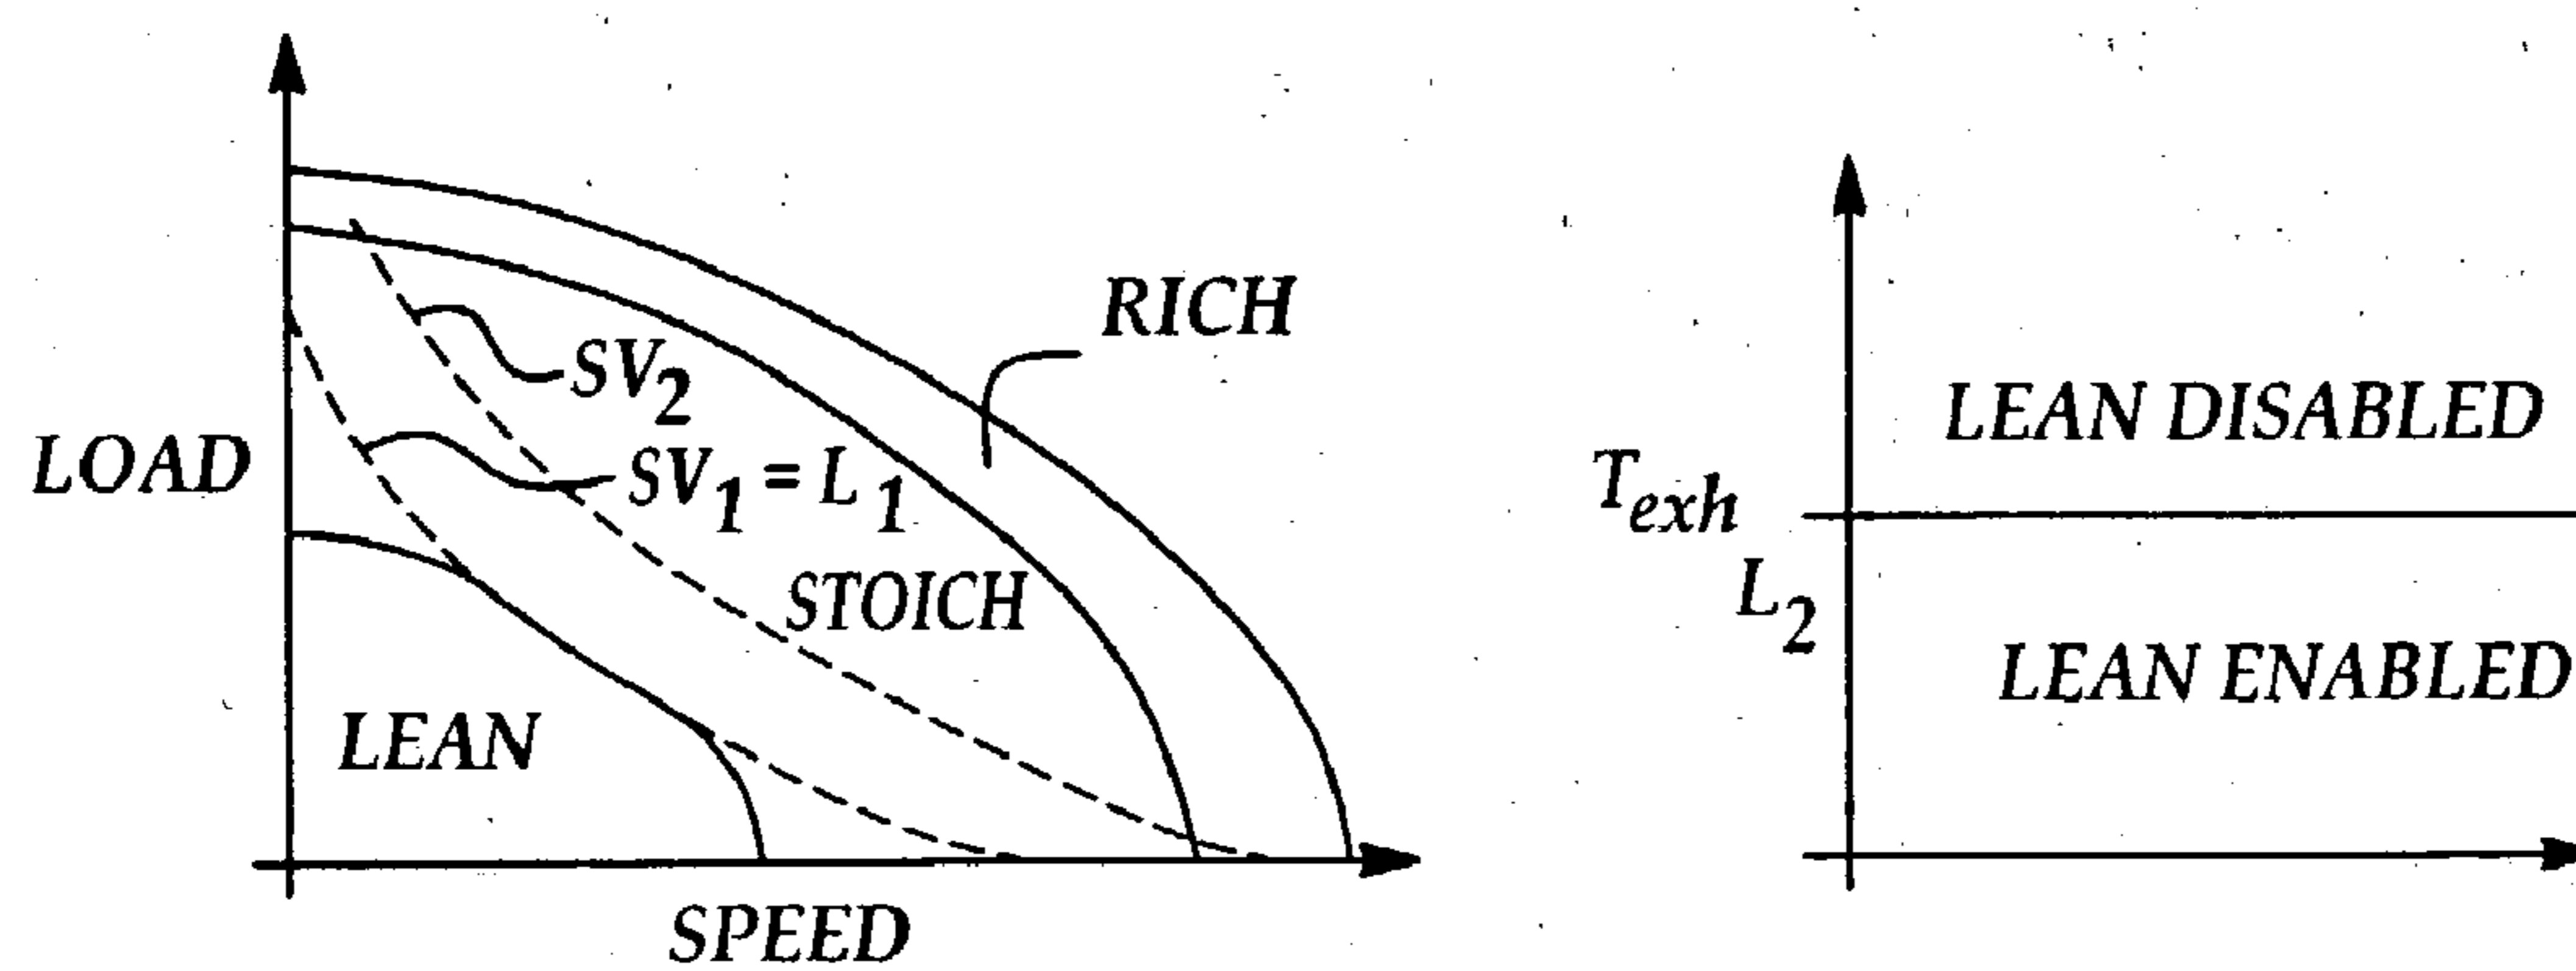 RICH
SV₂
LOAD
SV₁ = L₁
STOICH
LEAN
SPEED
LEAN DISABLED
Texh
L₂
LEAN ENABLED